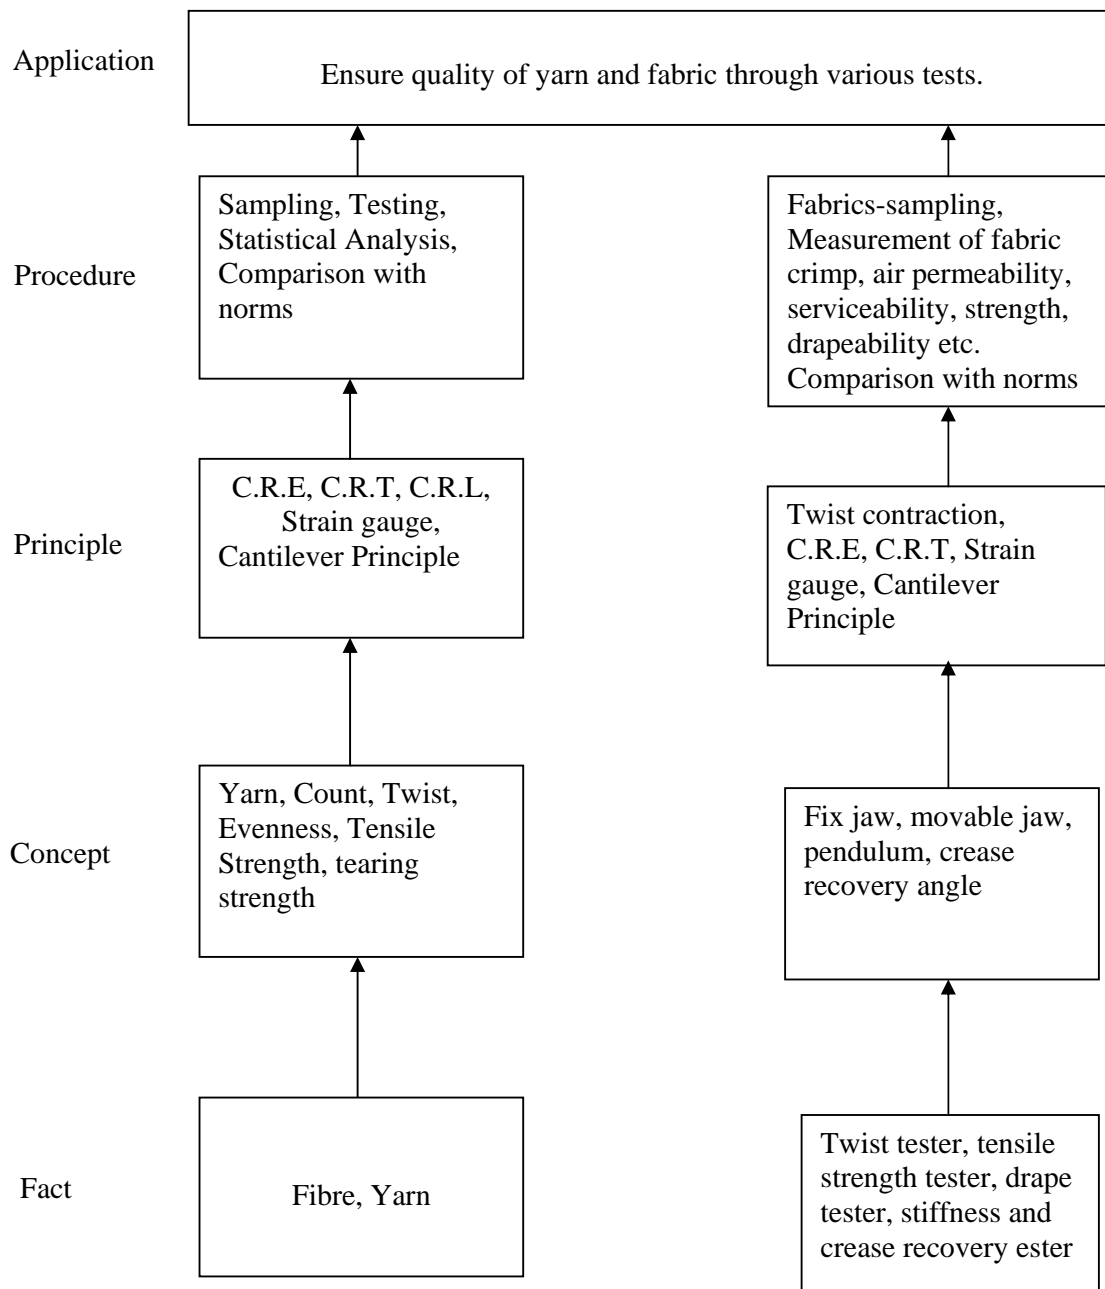 Application
Ensure quality of yarn and fabric through various tests.
Procedure
Sampling, Testing,
Statistical Analysis,
Comparison with
norms
Fabrics-sampling,
Measurement of fabric
crimp, air permeability,
serviceability, strength,
drapeability etc.
Comparison with norms
Principle
C.R.E, C.R.T, C.R.L,
Strain gauge,
Cantilever Principle
Twist contraction,
C.R.E, C.R.T, Strain
gauge, Cantilever
Principle
Concept
Yarn, Count, Twist,
Evenness, Tensile
Strength, tearing
strength
Fix jaw, movable jaw,
pendulum, crease
recovery angle
Fact
Fibre, Yarn
Twist tester, tensile
strength tester, drape
tester, stiffness and
crease recovery ester